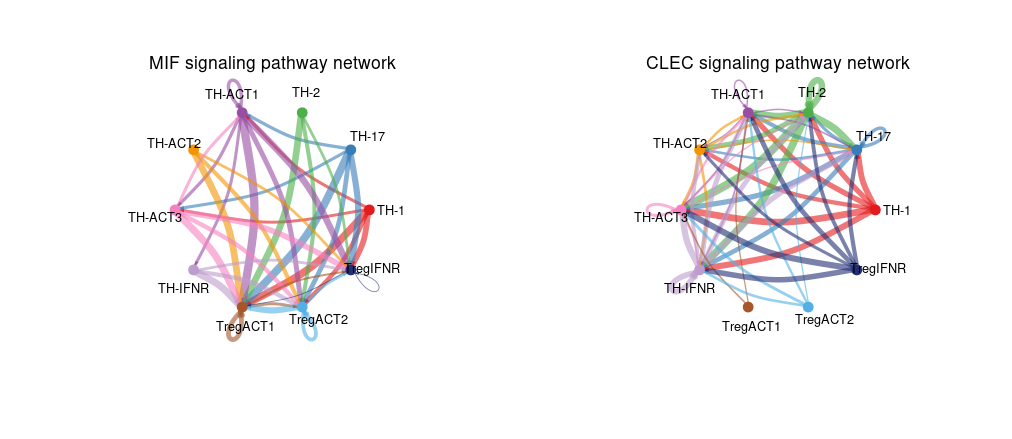 MIF signaling pathway network
TH-ACT1
TH-2
TH-17
TH-ACT2
TH-1
TH-ACT3
TregIFNR
TH-IFNR
TregACT2
TregACT1
CLEC signaling pathway network
TH-ACT1
TH-2
TH-17
TH-ACT2
TH-1
TH-ACT3
TregIFNR
TH-IFNR
TregACT2
TregACT1